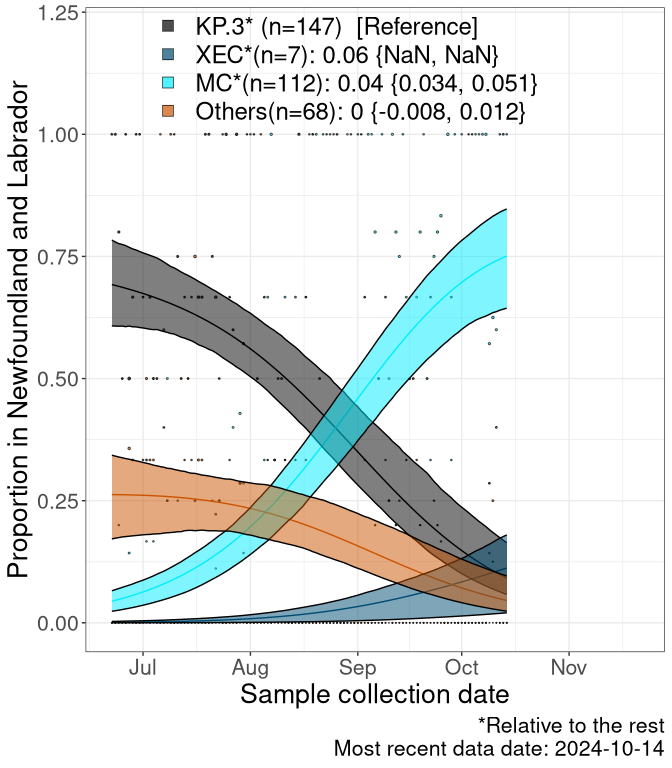 1.25
KP.3* (n=147)  [Reference]
XEC*(n=7): 0.06 {NaN, NaN}
MC*(n=112): 0.04 {0.034, 0.051}
Others(n=68): 0 {-0.008, 0.012}
1.00
0.75
0.50
0.25
0.00
Proportion in Newfoundland and Labrador
Jul Aug Sep Oct Nov
Sample collection date
*Relative to the rest
Most recent data date: 2024-10-14